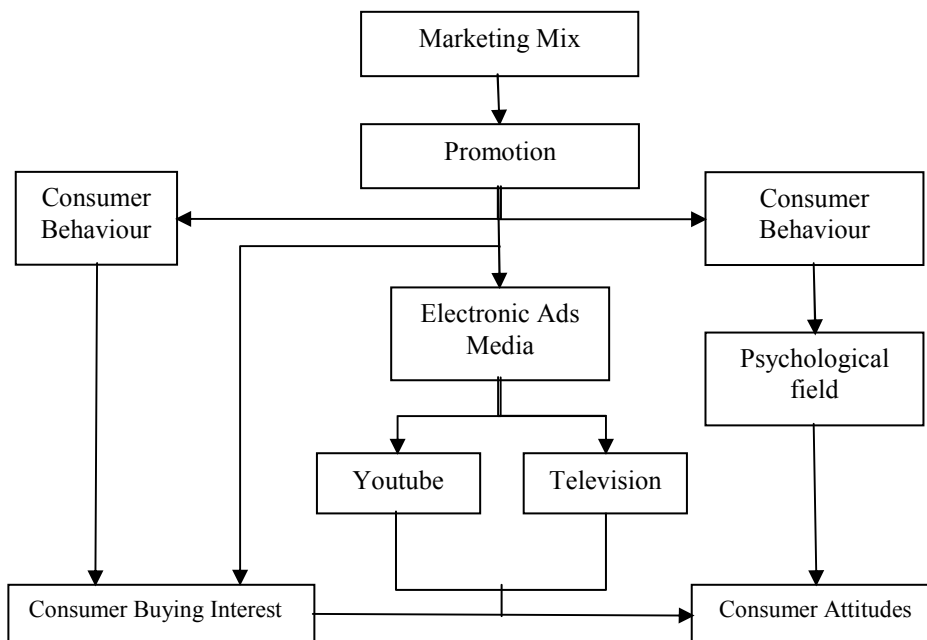 Marketing Mix
Promotion
Consumer
Behaviour
Consumer
Behaviour
Electronic Ads
Media
Psychological
field
Youtube
Television
Consumer Buying Interest
Consumer Attitudes